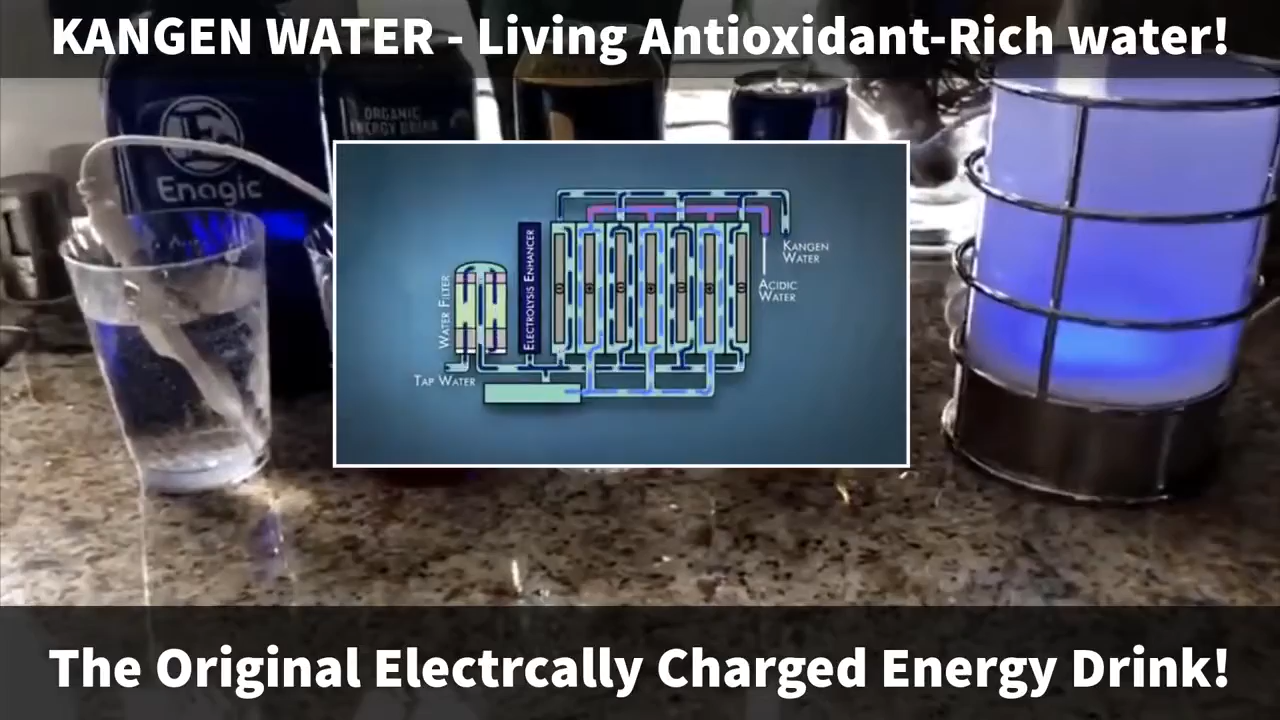 KANGEN WATER - Living Antioxidant-Rich water!
ORGANIC
ENERGY DRINK
Enagic
ELECTROLYSIS ENHANCER
WATER FILTER
KANGEN
WATER
ACIDIC
WATER
TAP WATER
The Original Electrcally Charged Energy Drink!